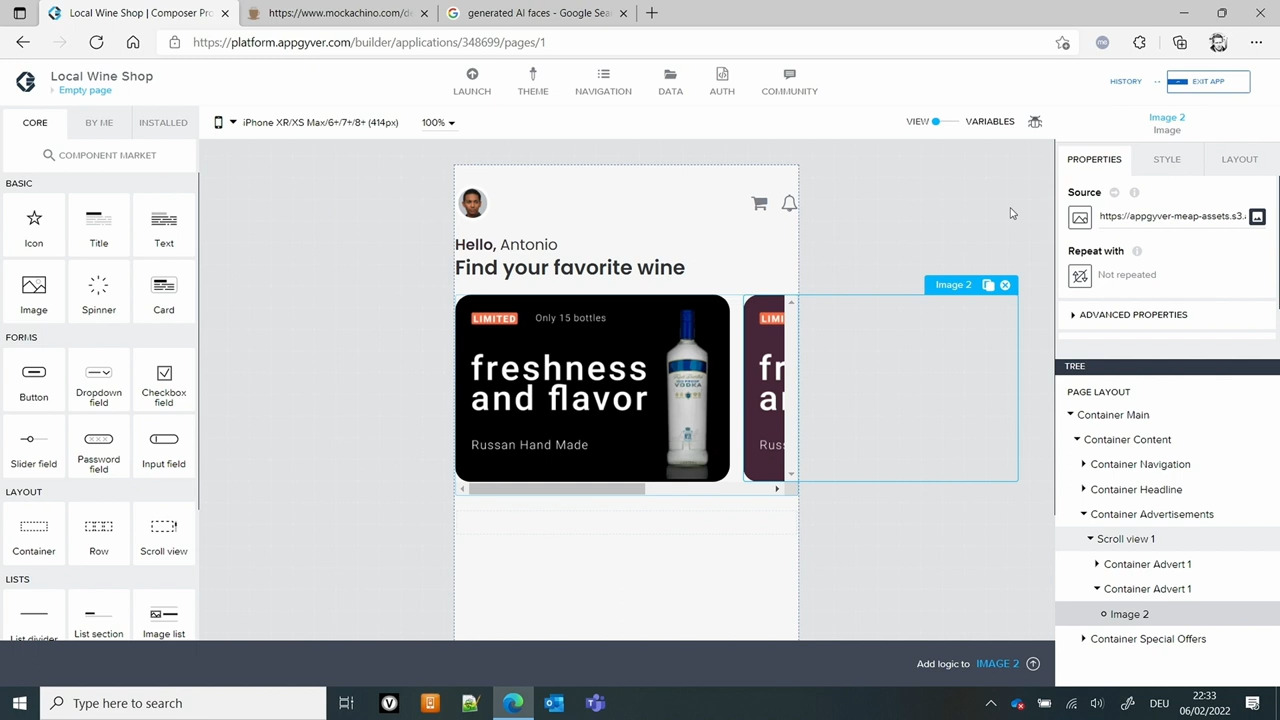 Local Wine Shop | Composer Pro
https://www.mockachino.com/de
generated AI faces - Google Sea
https://platform.appgyver.com/builder/applications/348699/pages/1
me
Local Wine Shop
Empty page
LAUNCH
THEME
NAVIGATION
DATA
AUTH
COMMUNITY
HISTORY
EXIT APP
CORE
BY ME
INSTALLED
iPhone XR/XS Max/6+/7+/8+ (414px)
100%
VIEW
VARIABLES
COMPONENT MARKET
BASIC
Icon
Title
Text
Image
Spinner
Card
FORMS
Button
Dropdown
field
Checkbox
field
Slider field
Password
field
Input field
LAYOUT
Container
Row
Scroll view
LISTS
List divider
List section
Image list
Hello, Antonio
Find your favorite wine
Image 2
LIMITED
Only 15 bottles
freshness
and flavor
Russan Hand Made
VODKA
LIMI
fr
a
Rus
Add logic to IMAGE 2
Image 2
Image
PROPERTIES
STYLE
LAYOUT
Source
https://appgyver-meap-assets.s3.
Repeat with
Not repeated
ADVANCED PROPERTIES
TREE
PAGE LAYOUT
Container Main
Container Content
Container Navigation
Container Headline
Container Advertisements
Scroll view 1
Container Advert 1
Container Advert 1
Image 2
Container Special Offers
Type here to search
DEU
22:33
06/02/2022